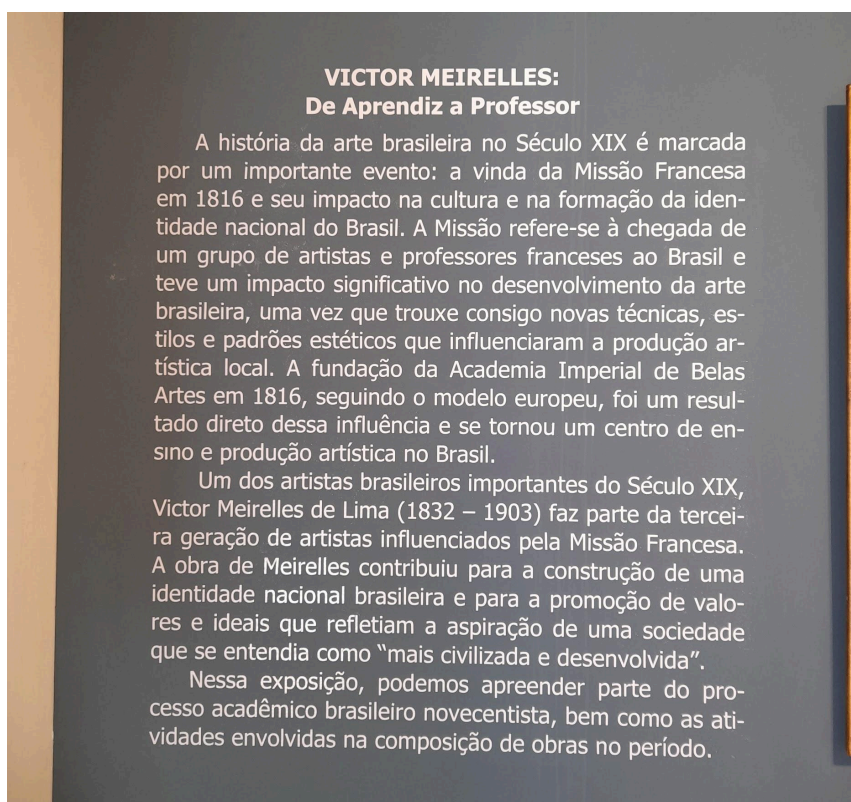 VICTOR MEIRELLES:
De Aprendiz a Professor
A história da arte brasileira no Século XIX é marcada
por um importante evento: a vinda da Missão Francesa
em 1816 e seu impacto na cultura e na formação da iden-
tidade nacional do Brasil. A Missão refere-se à chegada de
um grupo de artistas e professores franceses ao Brasil e
teve um impacto significativo no desenvolvimento da arte
brasileira, uma vez que trouxe consigo novas técnicas, es-
tilos e padrões estéticos que influenciaram a produção ar-
tística local. A fundação da Academia Imperial de Belas
Artes em 1816, seguindo o modelo europeu, foi um resul-
tado direto dessa influência e se tornou um centro de en-
sino e produção artística no Brasil.
Um dos artistas brasileiros importantes do Século XIX,
Victor Meirelles de Lima (1832 – 1903) faz parte da tercei-
ra geração de artistas influenciados pela Missão Francesa.
A obra de Meirelles contribuiu para a construção de uma
identidade nacional brasileira e para a promoção de valo-
res e ideais que refletiam a aspiração de uma sociedade
que se entendia como “mais civilizada e desenvolvida”.
Nessa exposição, podemos apreender parte do pro-
cesso acadêmico brasileiro novecentista, bem como as ati-
vidades envolvidas na composição de obras no período.